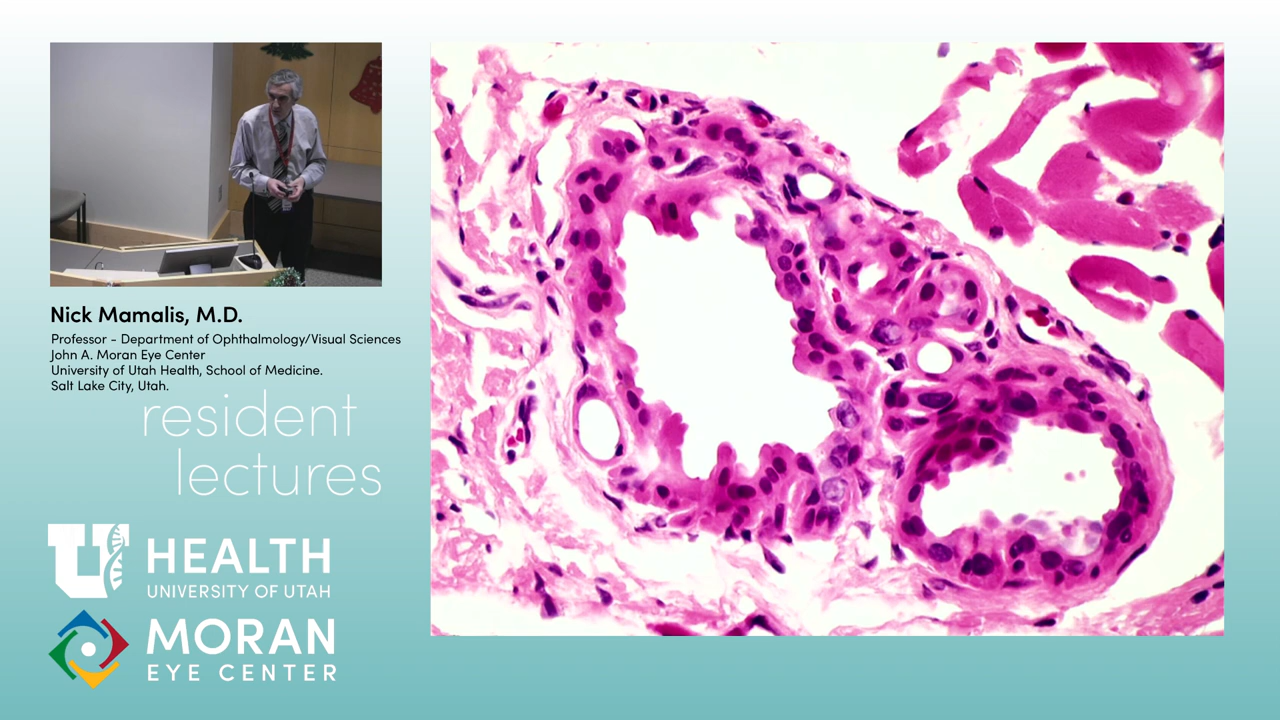 Nick Mamalis, M.D.
Professor - Department of Ophthalmology/Visual Sciences
John A. Moran Eye Center
University of Utah Health, School of Medicine.
Salt Lake City, Utah.
resident
lectures
U HEALTH
UNIVERSITY OF UTAH
MORAN
EYE CENTER